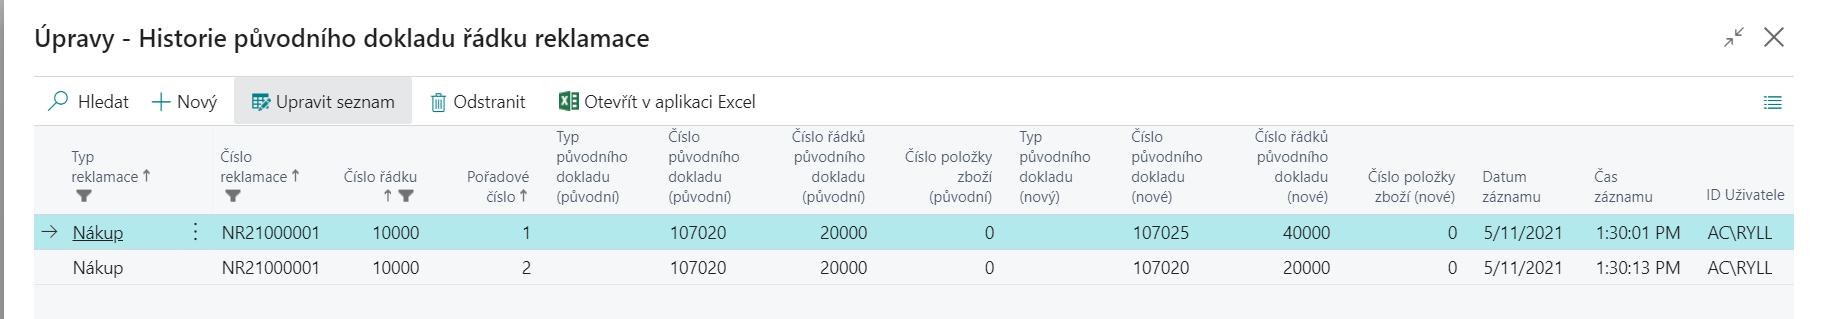 Úpravy - Historie původního dokladu řádku reklamace
Hledat Nový Upravit seznam Odstranit Otevřít v aplikaci Excel
Typ reklamace Číslo reklamace Číslo řádku Pořadové číslo Typ původního dokladu (původní) Číslo původního dokladu (původní) Číslo řádků původního dokladu (původní) Číslo položky zboží (původní) Typ původního dokladu (nový) Číslo původního dokladu (nové) Číslo řádků původního dokladu (nové) Číslo položky zboží (nové) Datum záznamu Čas záznamu ID Uživatele
Nákup NR21000001 10000 1 107020 20000 0 107025 40000 0 5/11/2021 1:30:01 PM AC\RYLL
Nákup NR21000001 10000 2 107020 20000 0 107020 20000 0 5/11/2021 1:30:13 PM AC\RYLL